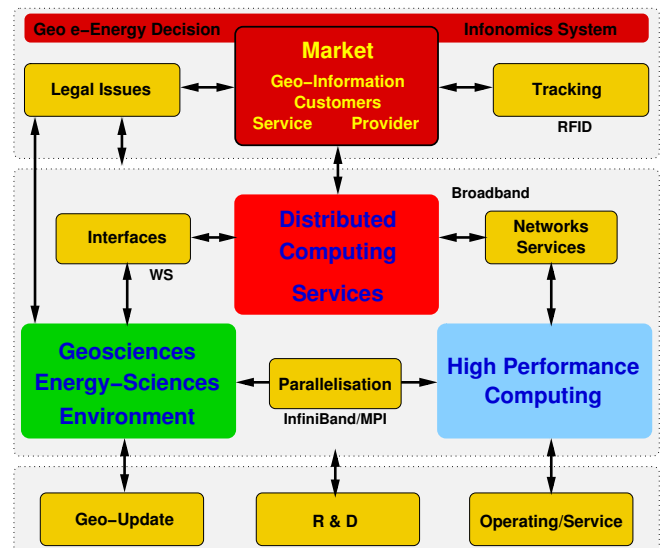 Geo e−Energy Decision
Infonomics System
Market
Geo−Information
Customers
Service Provider
Legal Issues
Tracking
RFID
Broadband
Distributed
Computing
Services
Interfaces
WS
Networks
Services
Geosciences
Energy−Sciences
Environment
Parallelisation
InfiniBand/MPI
High Performance
Computing
Geo−Update
R & D
Operating/Service